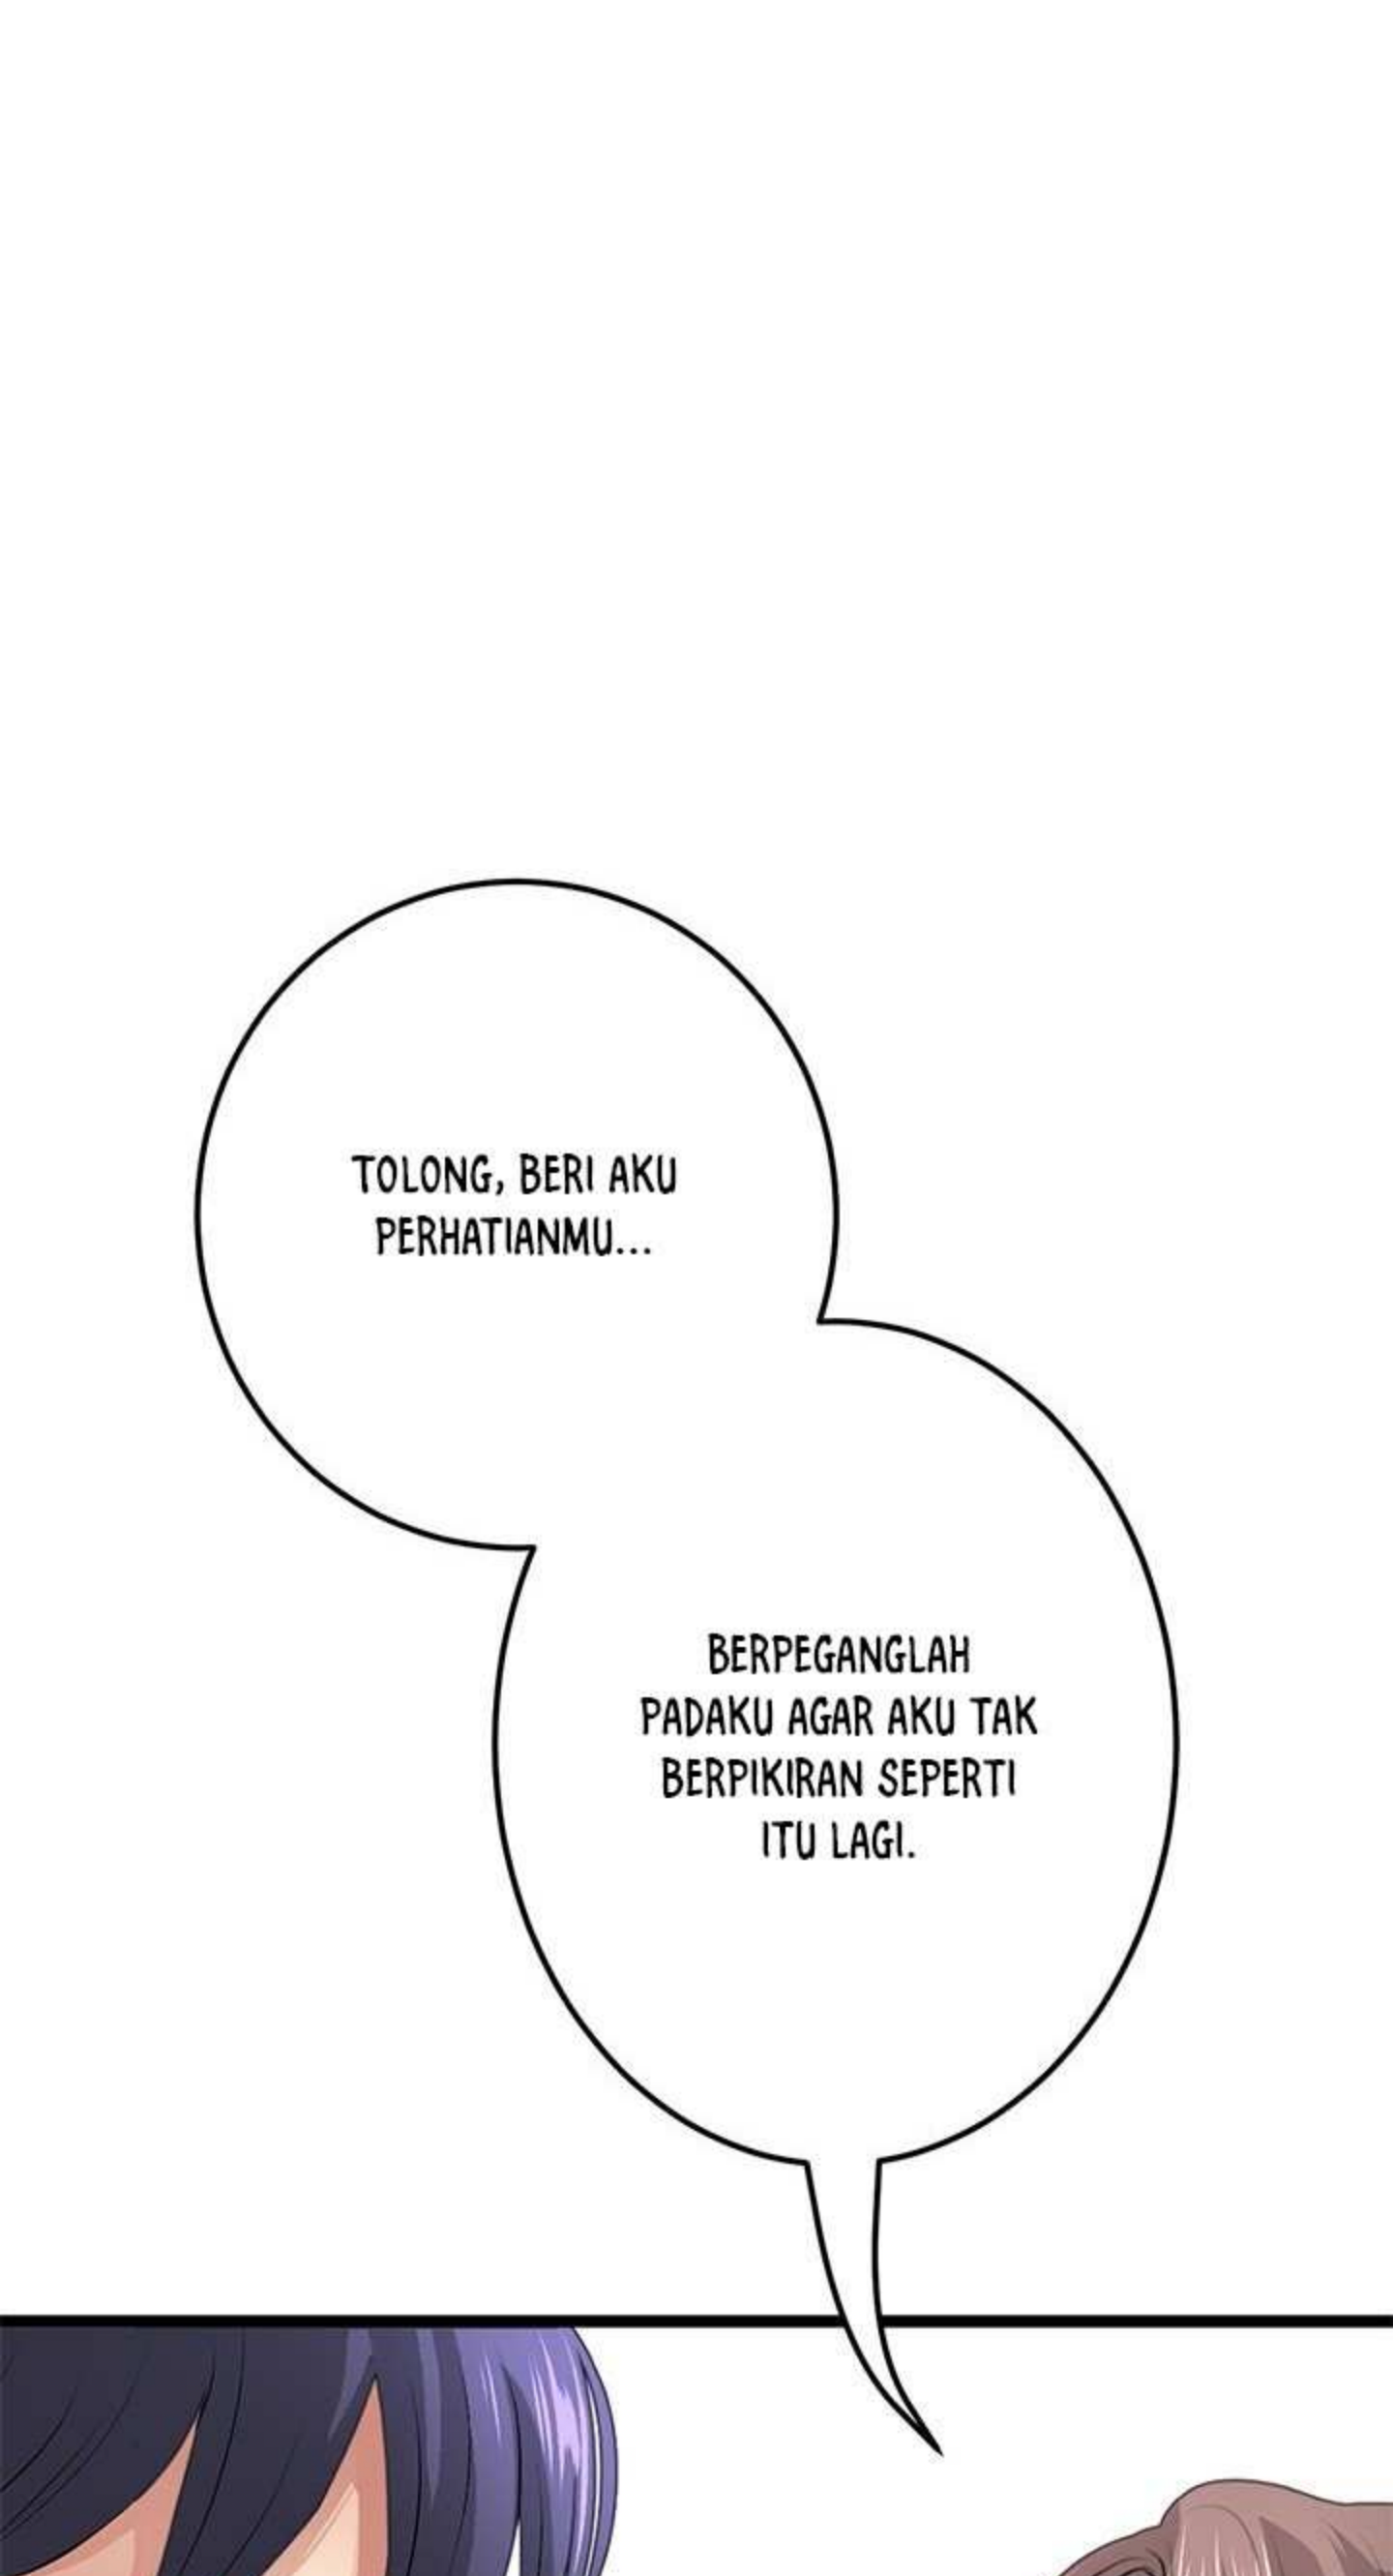 TOLONG, BERI AKU
PERHATIANMU...
BERPEGANGLAH
PADAKU AGAR AKU TAK
BERPIKIRAN SEPERTI
ITU LAGI.